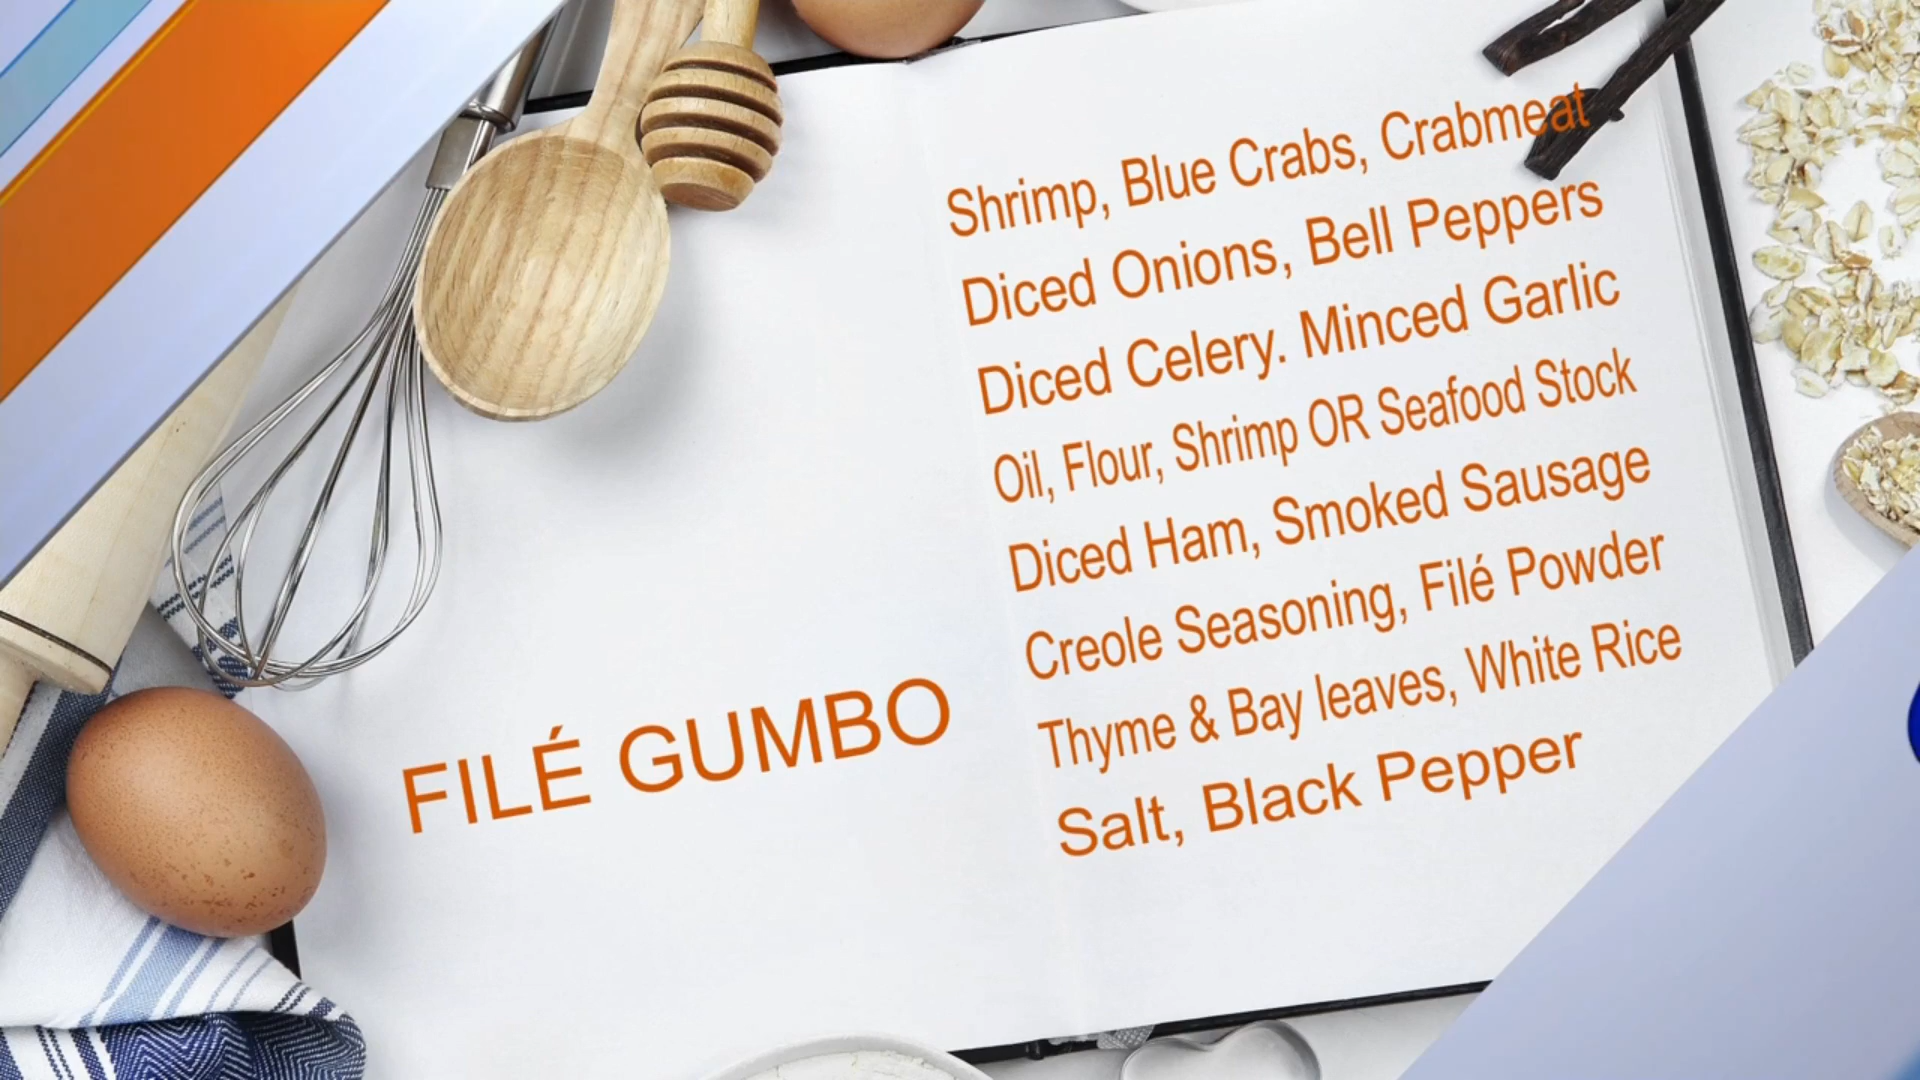 FILÉ GUMBO
Shrimp, Blue Crabs, Crabmeat
Diced Onions, Bell Peppers
Diced Celery. Minced Garlic
Oil, Flour, Shrimp OR Seafood Stock
Diced Ham, Smoked Sausage
Creole Seasoning, Filé Powder
Thyme & Bay leaves, White Rice
Salt, Black Pepper